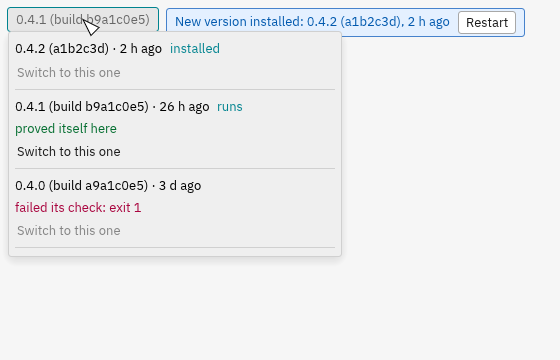 0.4.1 (build b9a1c0e5)
New version installed: 0.4.2 (a1b2c3d), 2 h ago Restart
0.4.2 (a1b2c3d) · 2 h ago installed
Switch to this one
0.4.1 (build b9a1c0e5) · 26 h ago runs
proved itself here
Switch to this one
0.4.0 (build a9a1c0e5) · 3 d ago
failed its check: exit 1
Switch to this one